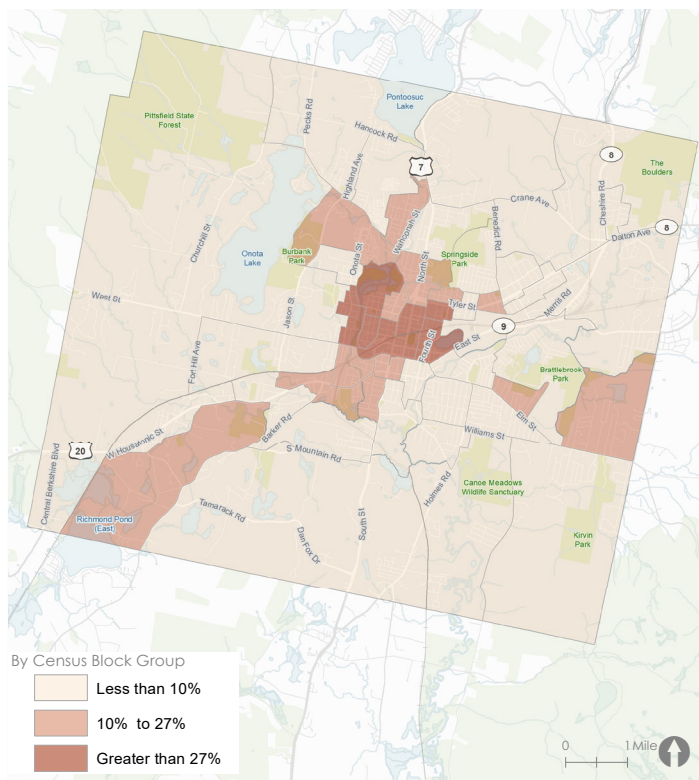 Pontoosuc
Lake
Pittsfield State
Forest
Pecks Rd
Hancock Rd
7
8
The
Boulders
Highland Ave
Crane Ave
Cheshire Rd
8
Dalton Ave
Churchill St
Onota
Lake
Burbank
Park
Onota St
Wahconah St
North St
Springside
Park
Benedict Rd
West St
Jason St
Tyler St
Merrill Rd
9
Fourth St
East St
Fort Hill Ave
Brattlebrook
Park
Elm St
Barker Rd
Williams St
W Housatonic St
S Mountain Rd
20
Central Berkshire Blvd
Holmes Rd
Canoe Meadows
Wildlife Sanctuary
Tamarack Rd
South St
Dan Fox Dr
Richmond Pond
(East)
Kirvin
Park
By Census Block Group
Less than 10%
10% to 27%
Greater than 27%
0 1 Mile